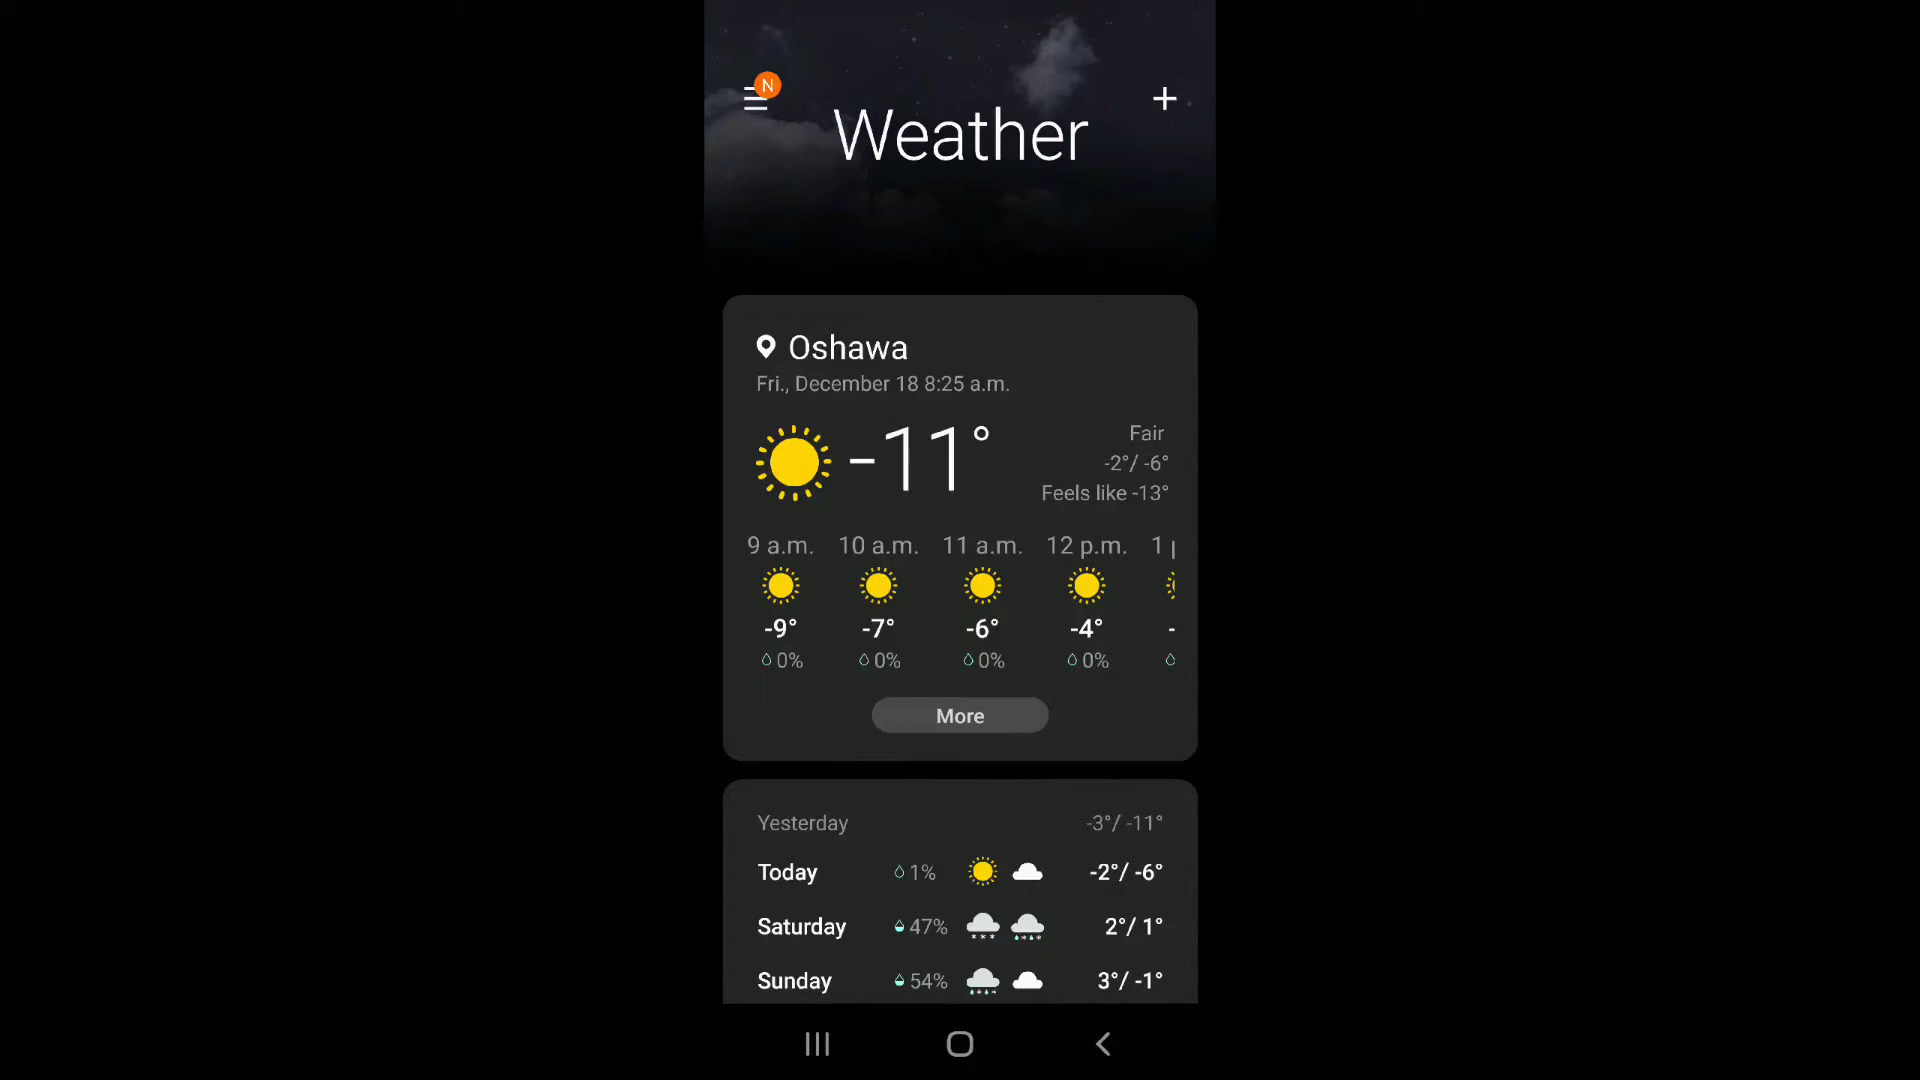 N
Weather
Oshawa
Fri., December 18 8:25 a.m.
-11°
Fair
-2°/ -6°
Feels like -13°
9 a.m. 10 a.m. 11 a.m. 12 p.m. 1
-9° -7° -6° -4° -
0% 0% 0% 0%
More
Yesterday -3°/ -11°
Today 1% -2°/ -6°
Saturday 47% 2°/ 1°
Sunday 54% 3°/ -1°